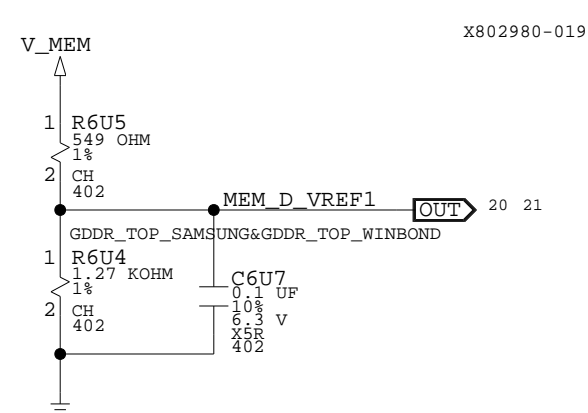 X802980-019
V_MEM
1 R6U5
549 OHM
1%
2 CH
402
MEM_D_VREF1 OUT 20 21
GDDR_TOP_SAMSUNG&GDDR_TOP_WINBOND
1 R6U4
1.27 KOHM
1%
2 CH
402
C6U7
0.1 UF
10%
6.3 V
X5R
402